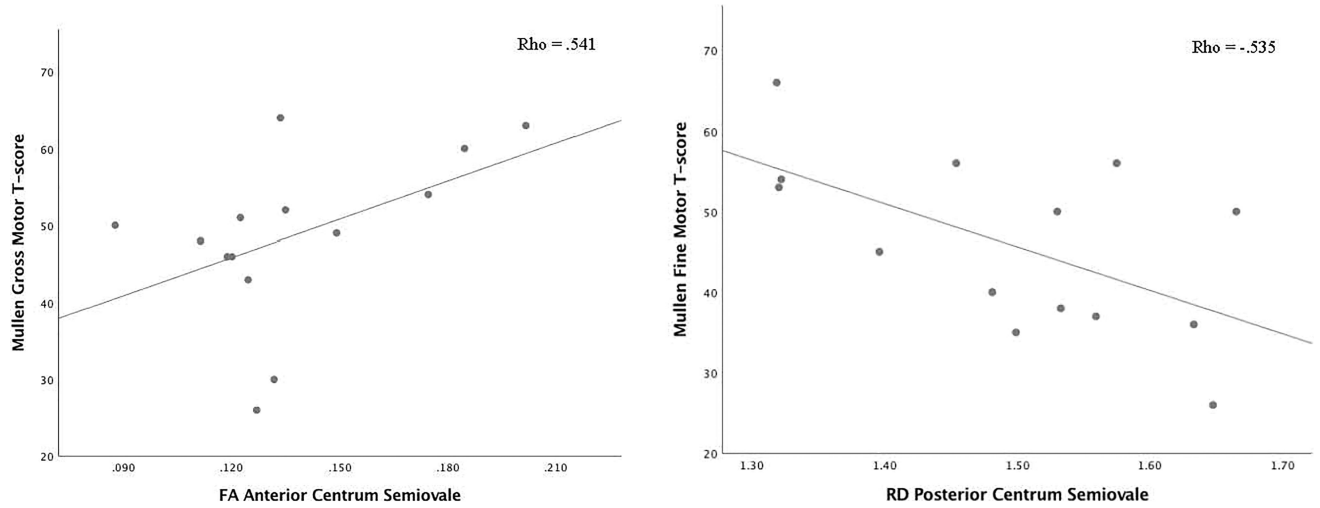 Rho = .541
Mullen Gross Motor T-score
70
60
50
40
30
20
.090 .120 .150 .180 .210
FA Anterior Centrum Semiovale
Rho = -.535
Mullen Fine Motor T-score
70
60
50
40
30
20
1.30 1.40 1.50 1.60 1.70
RD Posterior Centrum Semiovale